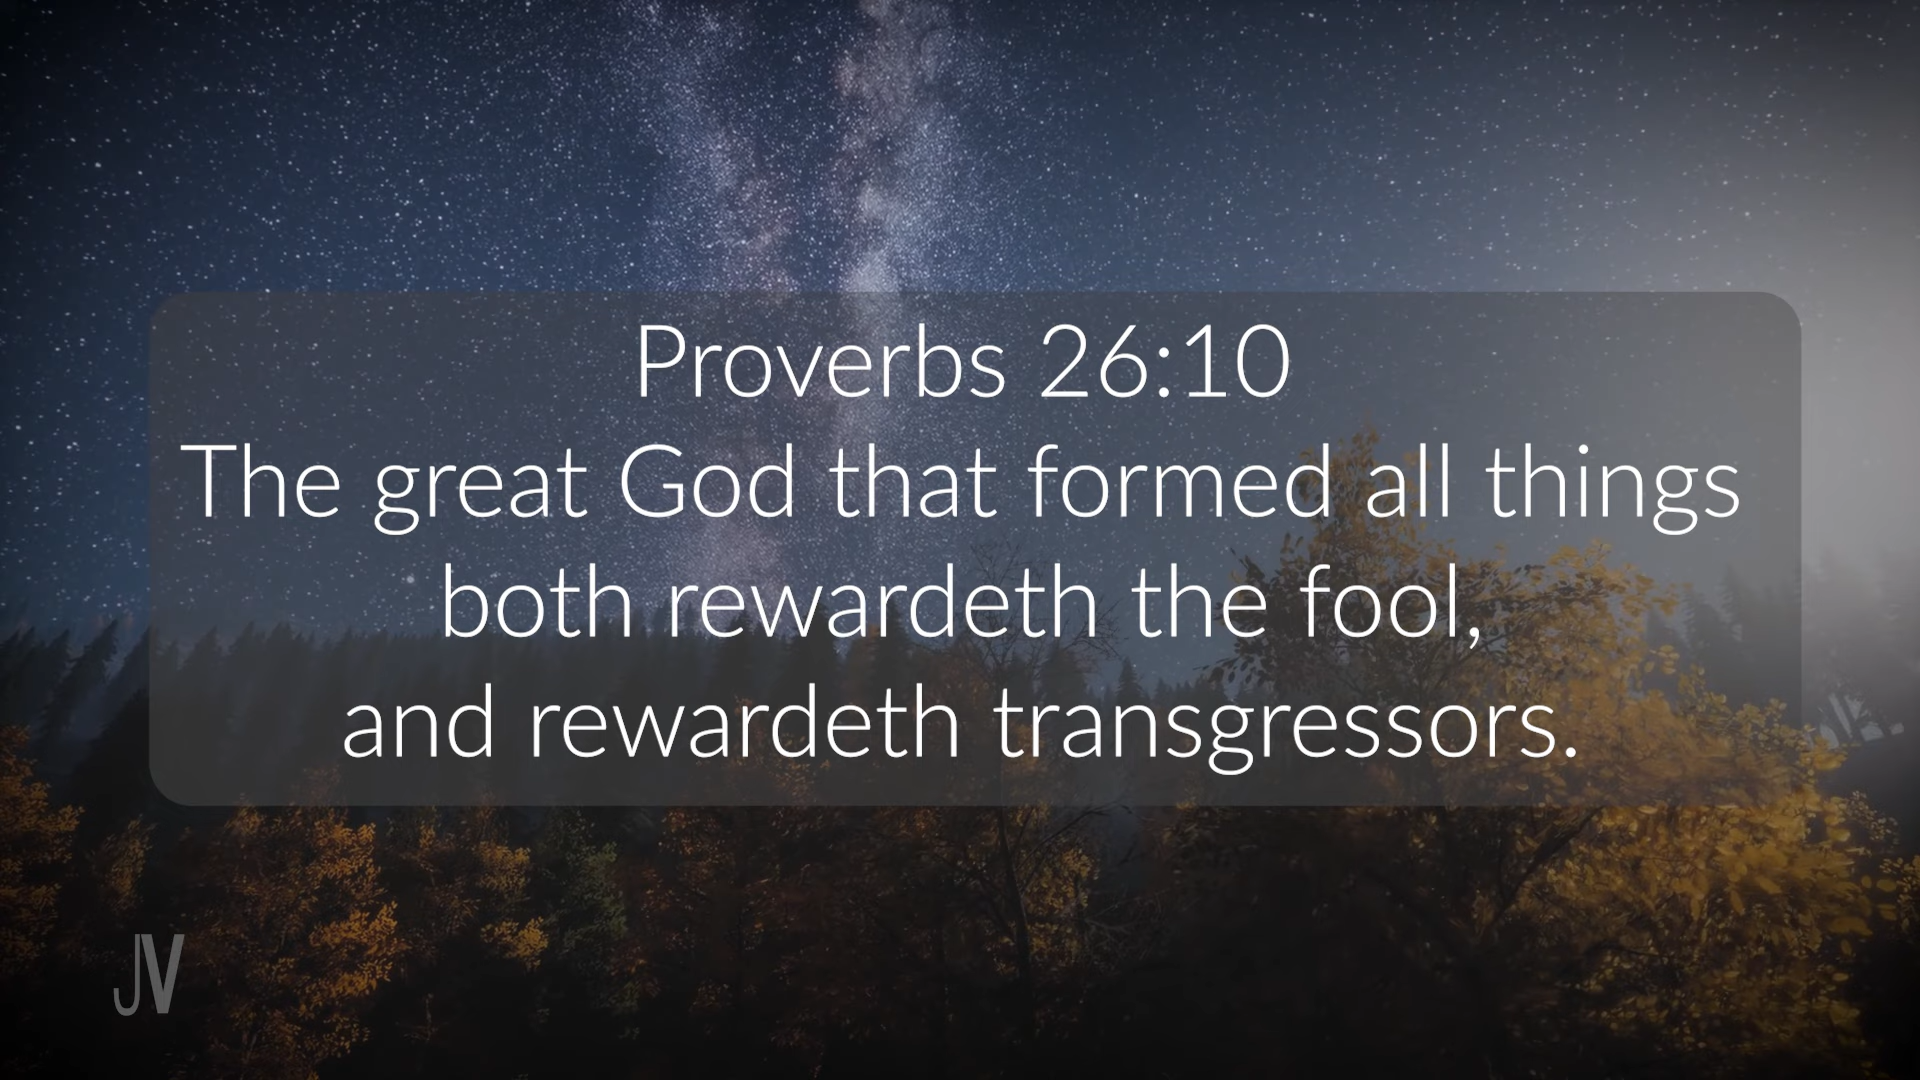 Proverbs 26:10
The great God that formed all things
both rewardeth the fool,
and rewardeth transgressors.
JV